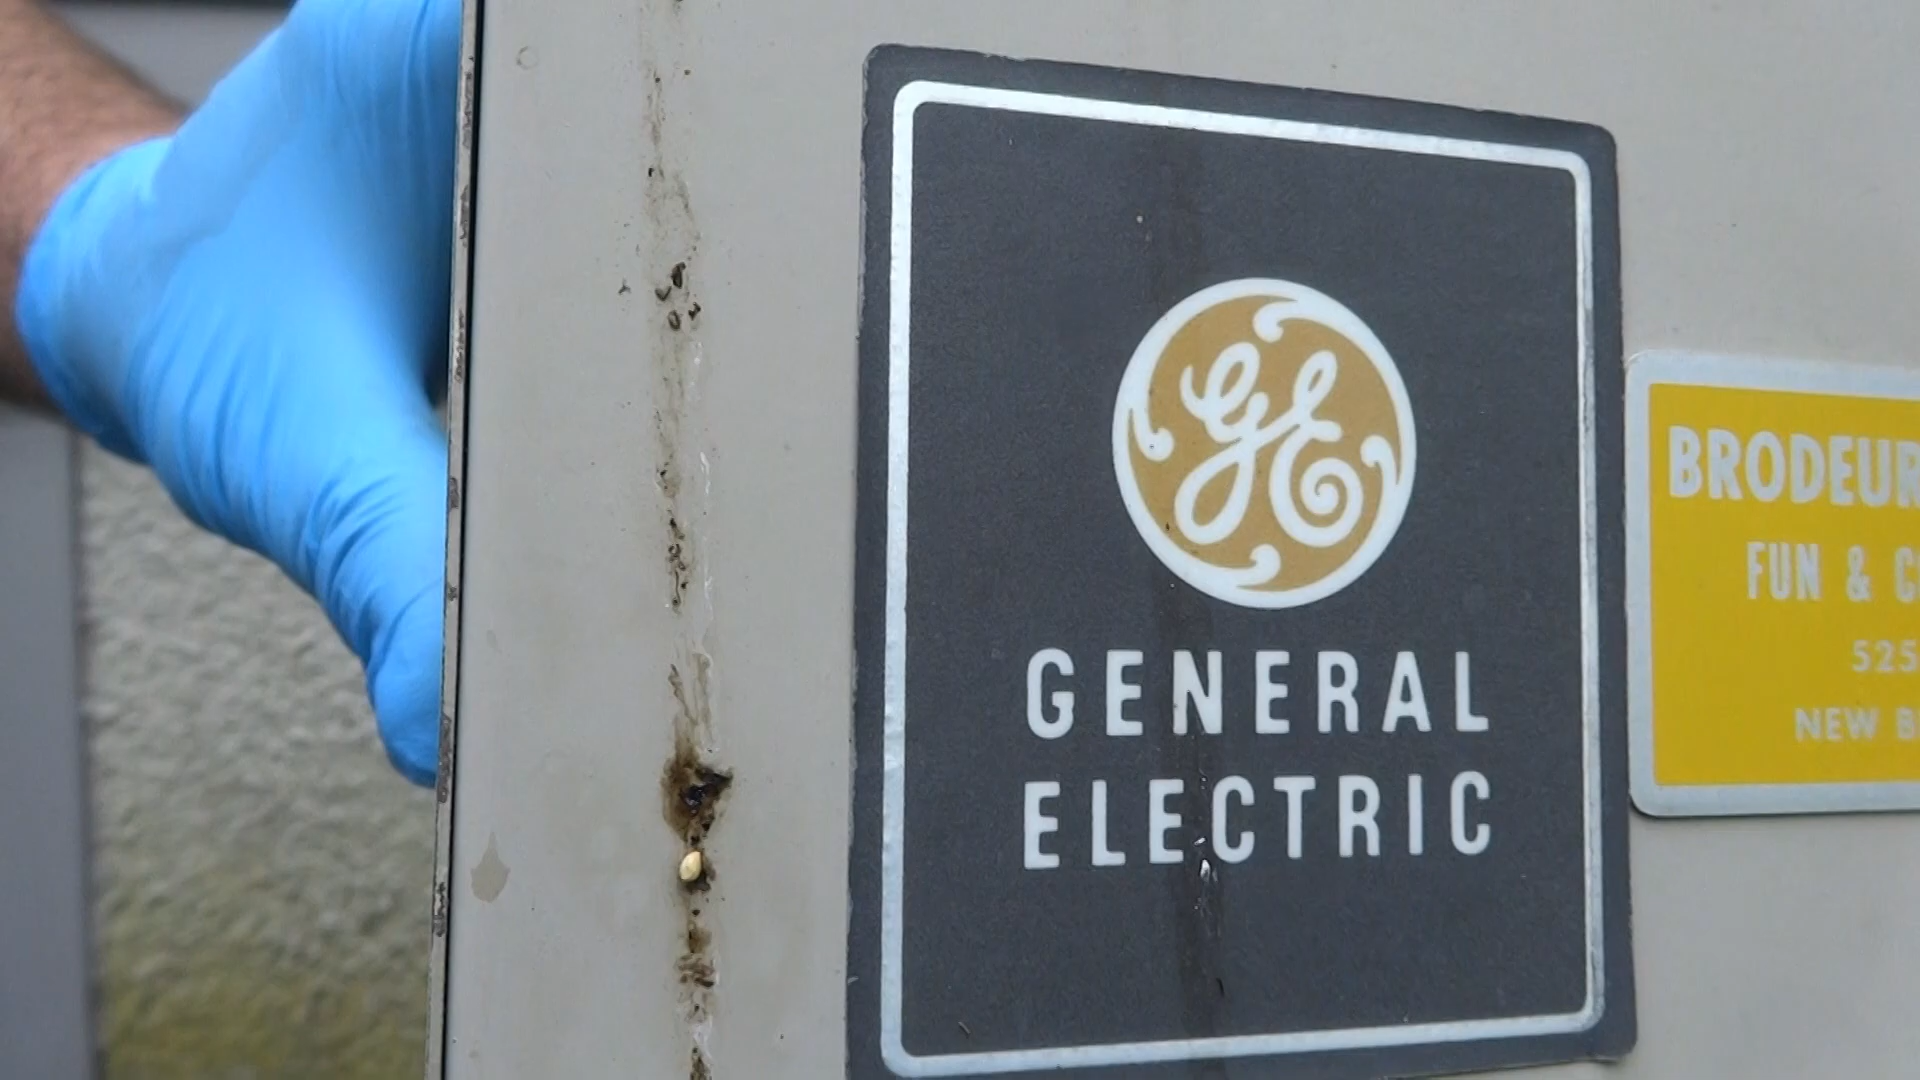 GE
GENERAL
ELECTRIC
BRODEUR
FUN & C
525
NEW B